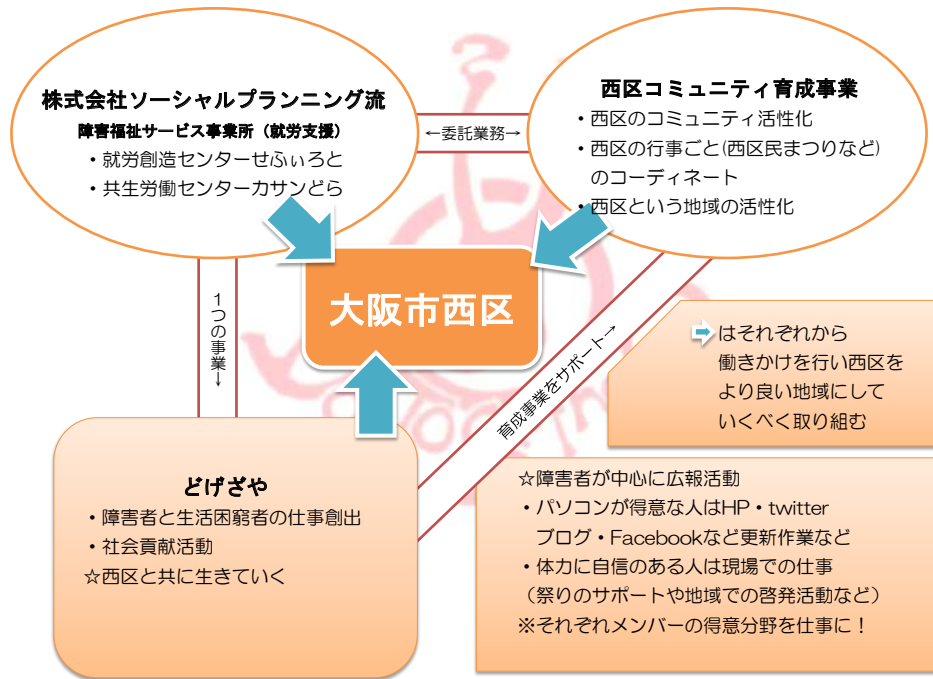 株式会社ソーシャルプランニング流
障害福祉サービス事業所（就労支援）
・就労創造センターせふぃろと
・共生労働センターカサンどら
←委託業務→
西区コミュニティ育成事業
・西区のコミュニティ活性化
・西区の行事ごと(西区民まつりなど)
のコーディネート
・西区という地域の活性化
大阪市西区
１つの事業→
育成事業をサポート→
はそれぞれから
働きかけを行い西区を
より良い地域にして
いくべく取り組む
どげざや
・障害者と生活困窮者の仕事創出
・社会貢献活動
☆西区と共に生きていく
☆障害者が中心に広報活動
・パソコンが得意な人はHP・twitter
ブログ・Facebookなど更新作業など
・体力に自信のある人は現場での仕事
（祭りのサポートや地域での啓発活動など）
※それぞれメンバーの得意分野を仕事に！